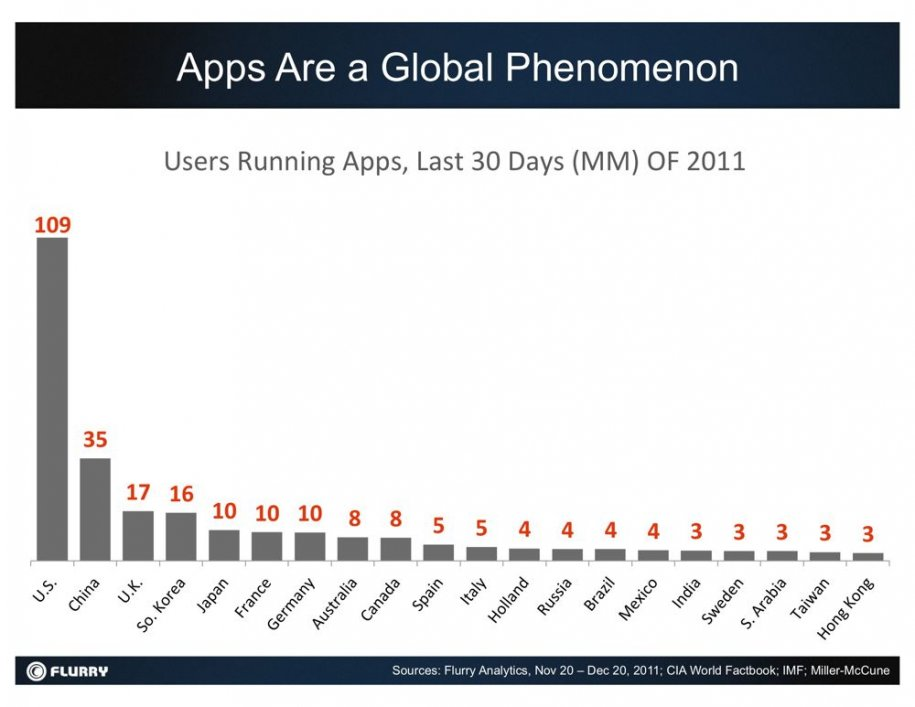 Apps Are a Global Phenomenon
Users Running Apps, Last 30 Days (MM) OF 2011
109
35
17
16
10
10
10
8
8
5
5
4
4
4
4
3
3
3
3
3
U.S.
China
U.K.
So. Korea
Japan
France
Germany
Australia
Canada
Spain
Italy
Holland
Russia
Brazil
Mexico
India
Sweden
S. Arabia
Taiwan
Hong Kong
FLURRY
Sources: Flurry Analytics, Nov 20 – Dec 20, 2011; CIA World Factbook; IMF; Miller-McCune